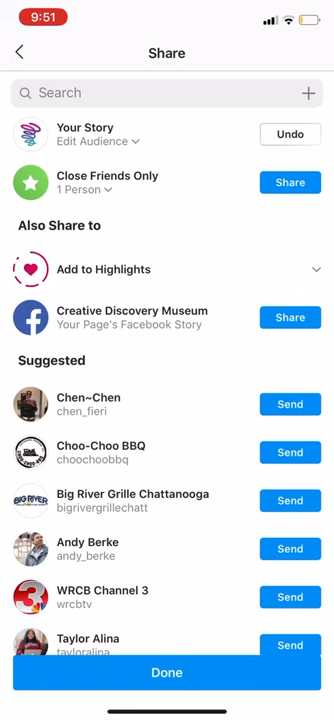 9:51
Share
Search
Your Story
Edit Audience
Undo
Close Friends Only
1 Person
Share
Also Share to
Add to Highlights
Creative Discovery Museum
Your Page's Facebook Story
Share
Suggested
Chen~Chen
chen_fieri
Send
Choo-Choo BBQ
choochoobbq
Send
BIG RIVER
Big River Grille Chattanooga
bigrivergrillechatt
Send
Andy Berke
andy_berke
Send
3
WRCB Channel 3
wrcbtv
Send
Taylor Alina
tayloralina
Send
Done